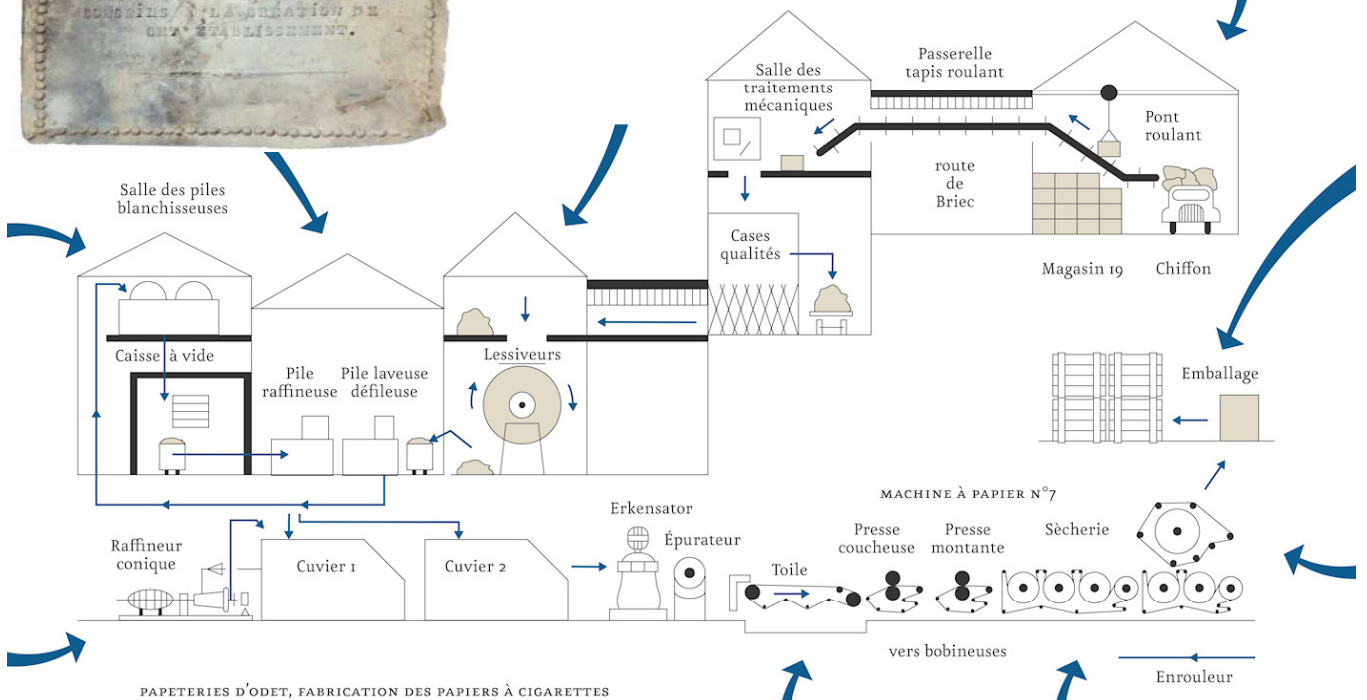 CONSEILS À LA CRÉATION DE
CET ÉTABLISSEMENT.
Salle des
traitements
mécaniques
Passerelle
tapis roulant
Pont
roulant
route
de
Briec
Magasin 19
Chiffon
Cases
qualités
Salle des piles
blanchisseuses
Caisse à vide
Pile
raffineuse
Pile laveuse
défileuse
Lessiveurs
Emballage
MACHINE À PAPIER N°7
Raffineur
conique
Cuvier 1
Cuvier 2
Erkensator
Épurateur
Toile
Presse
coucheuse
Presse
montante
Sècherie
vers bobineuses
Enrouleur
PAPETERIES D'ODET, FABRICATION DES PAPIERS À CIGARETTES